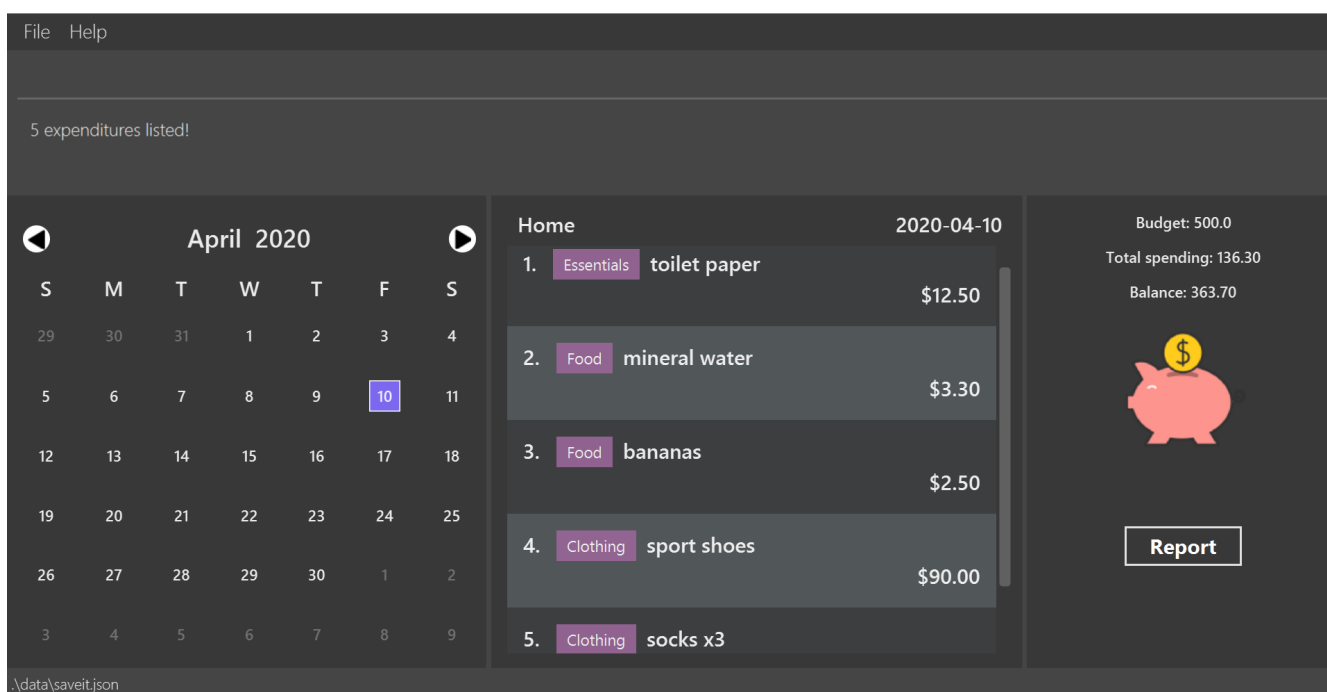 File Help
5 expenditures listed!
April 2020
S M T W T F S
29 30 31 1 2 3 4
5 6 7 8 9 10 11
12 13 14 15 16 17 18
19 20 21 22 23 24 25
26 27 28 29 30 1 2
3 4 5 6 7 8 9
Home 2020-04-10
1. Essentials toilet paper
$12.50
2. Food mineral water
$3.30
3. Food bananas
$2.50
4. Clothing sport shoes
$90.00
5. Clothing socks x3
Budget: 500.0
Total spending: 136.30
Balance: 363.70
$
Report
.\data\saveit.json